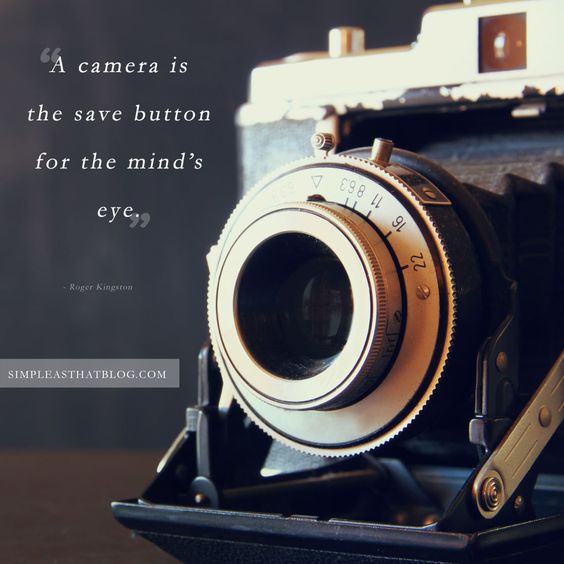 “A camera is
the save button
for the mind’s
eye.”
- Roger Kingston
SIMPLEASTHATBLOG.COM
8 6 3
11
16
22